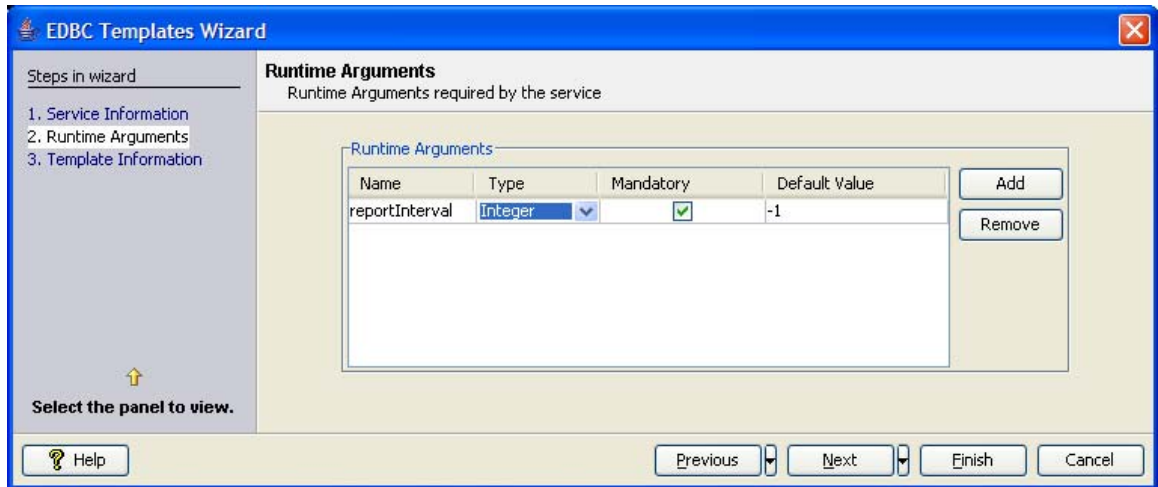 EDBC Templates Wizard
Steps in wizard
1. Service Information
2. Runtime Arguments
3. Template Information
Select the panel to view.
Runtime Arguments
Runtime Arguments required by the service
Runtime Arguments
Name Type Mandatory Default Value
reportInterval Integer -1
Add
Remove
Help Previous Next Finish Cancel